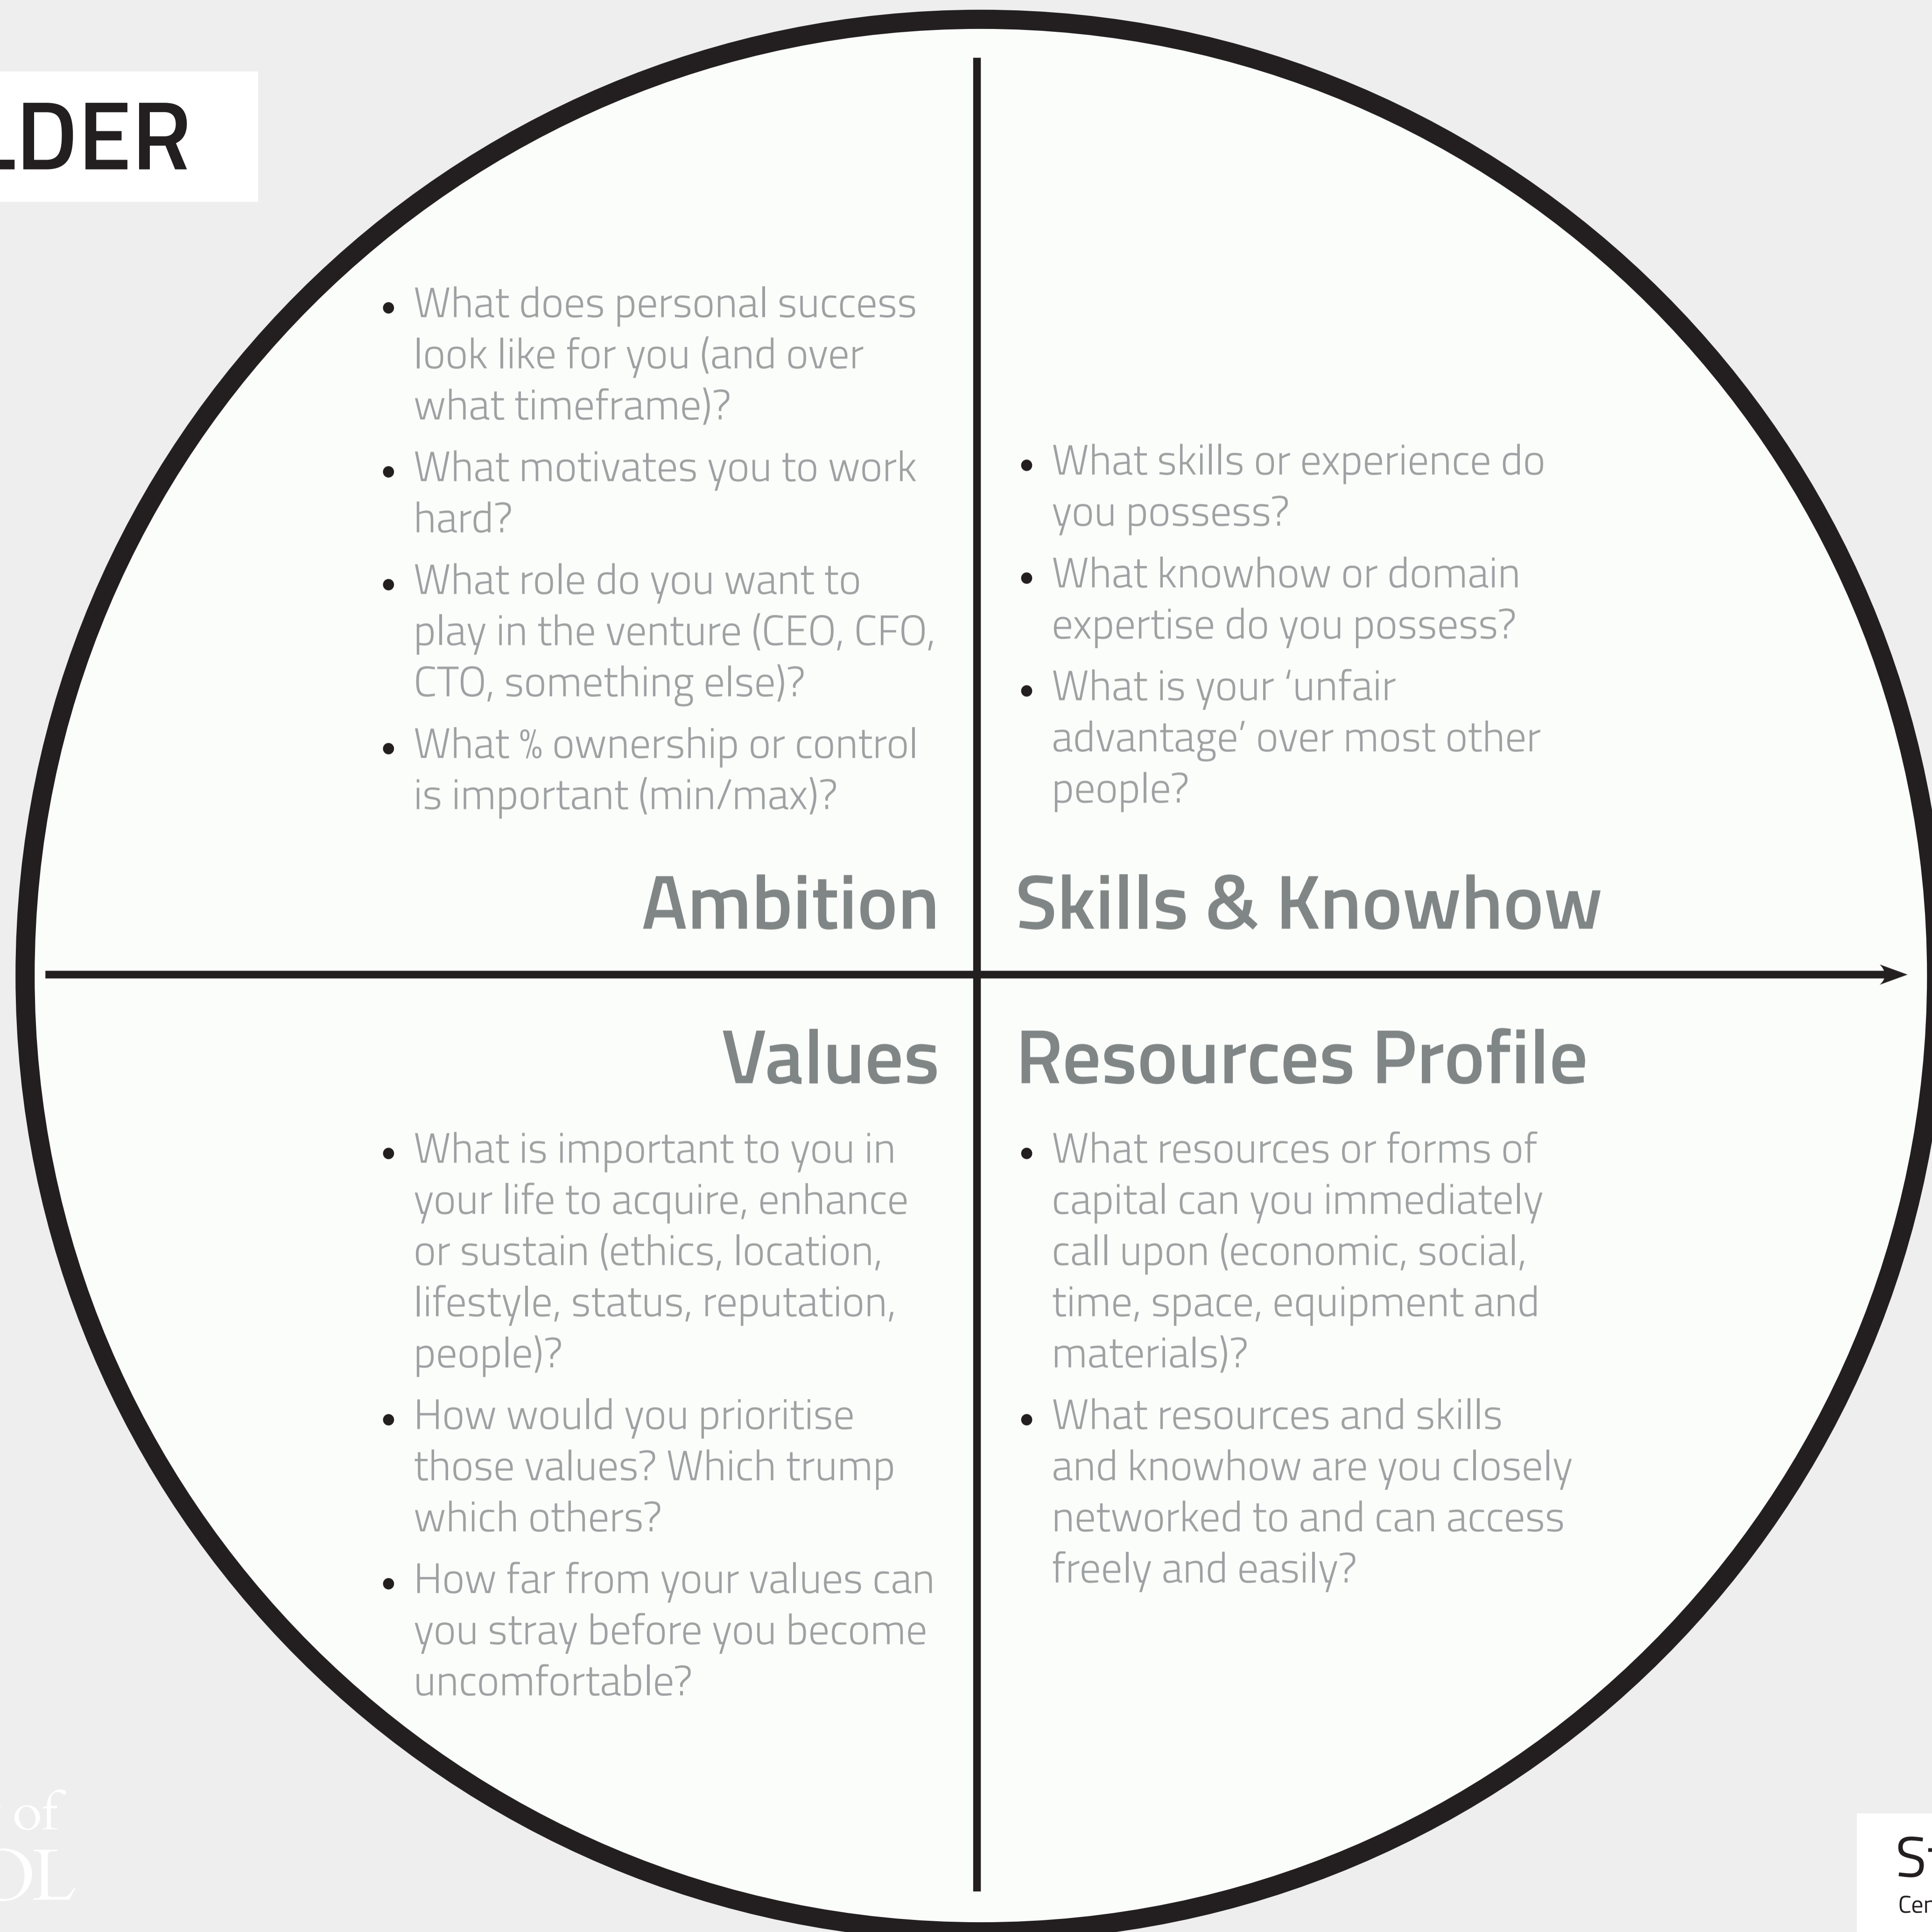 LDER
• What does personal success
look like for you (and over
what timeframe)?
• What motivates you to work
hard?
• What role do you want to
play in the venture (CEO, CFO,
CTO, something else)?
• What % ownership or control
is important (min/max)?
Ambition
• What skills or experience do
you possess?
• What knowhow or domain
expertise do you possess?
• What is your ‘unfair
advantage’ over most other
people?
Skills & Knowhow
Values
• What is important to you in
your life to acquire, enhance
or sustain (ethics, location,
lifestyle, status, reputation,
people)?
• How would you prioritise
those values? Which trump
which others?
• How far from your values can
you stray before you become
uncomfortable?
Resources Profile
• What resources or forms of
capital can you immediately
call upon (economic, social,
time, space, equipment and
materials)?
• What resources and skills
and knowhow are you closely
networked to and can access
freely and easily?
of
OL